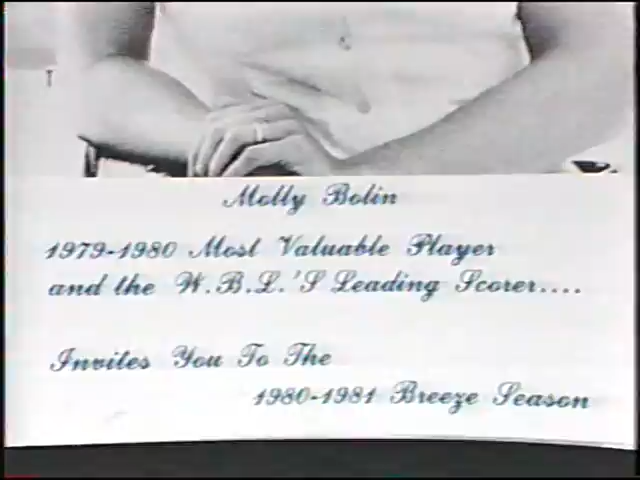 Molly Bolin
1979-1980 Most Valuable Player
and the W.B.L.'S Leading Scorer....
Invites You To The
1980-1981 Breeze Season